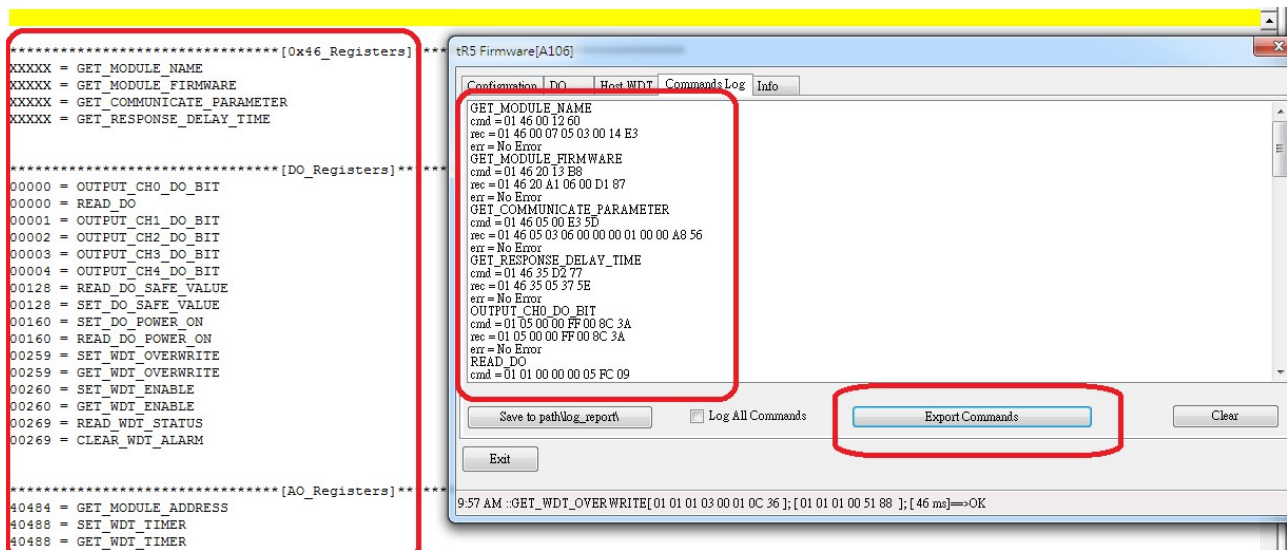 *******************************[0x46_Registers]****
XXXXX = GET_MODULE_NAME
XXXXX = GET_MODULE_FIRMWARE
XXXXX = GET_COMMUNICATE_PARAMETER
XXXXX = GET_RESPONSE_DELAY_TIME
*******************************[DO_Registers]******
00000 = OUTPUT_CH0_DO_BIT
00000 = READ_DO
00001 = OUTPUT_CH1_DO_BIT
00002 = OUTPUT_CH2_DO_BIT
00003 = OUTPUT_CH3_DO_BIT
00004 = OUTPUT_CH4_DO_BIT
00128 = READ_DO_SAFE_VALUE
00128 = SET_DO_SAFE_VALUE
00160 = SET_DO_POWER_ON
00160 = READ_DO_POWER_ON
00259 = SET_WDT_OVERWRITE
00259 = GET_WDT_OVERWRITE
00260 = SET_WDT_ENABLE
00260 = GET_WDT_ENABLE
00269 = READ_WDT_STATUS
00269 = CLEAR_WDT_ALARM
*******************************[AO_Registers]******
40484 = GET_MODULE_ADDRESS
40488 = SET_WDT_TIMER
40488 = GET_WDT_TIMER
tR5 Firmware[A106]
Configuration DO Host WDT Commands Log Info
GET_MODULE_NAME
cmd = 01 46 00 12 60
rec = 01 46 00 07 05 03 00 14 E3
err = No Error
GET_MODULE_FIRMWARE
cmd = 01 46 20 13 B8
rec = 01 46 20 A1 06 00 D1 87
err = No Error
GET_COMMUNICATE_PARAMETER
cmd = 01 46 05 00 E3 5D
rec = 01 46 05 03 06 00 00 00 01 00 00 A8 56
err = No Error
GET_RESPONSE_DELAY_TIME
cmd = 01 46 35 D2 77
rec = 01 46 35 05 37 5E
err = No Error
OUTPUT_CH0_DO_BIT
cmd = 01 05 00 00 FF 00 8C 3A
rec = 01 05 00 00 FF 00 8C 3A
err = No Error
READ_DO
cmd = 01 01 00 00 00 05 FC 09
Save to path\log_report\ Log All Commands Export Commands Clear
Exit
9:57 AM ::GET_WDT_OVERWRITE[ 01 01 01 03 00 01 0C 36 ]; [ 01 01 01 00 51 88 ]; [ 46 ms]==>OK